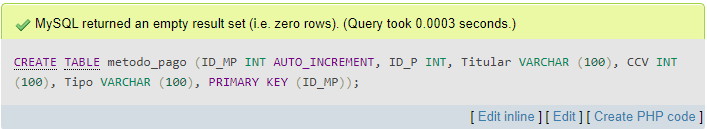 MySQL returned an empty result set (i.e. zero rows). (Query took 0.0003 seconds.)
CREATE TABLE metodo_pago (ID_MP INT AUTO_INCREMENT, ID_P INT, Titular VARCHAR (100), CCV INT
(100), Tipo VARCHAR (100), PRIMARY KEY (ID_MP));
[ Edit inline ] [ Edit ] [ Create PHP code ]